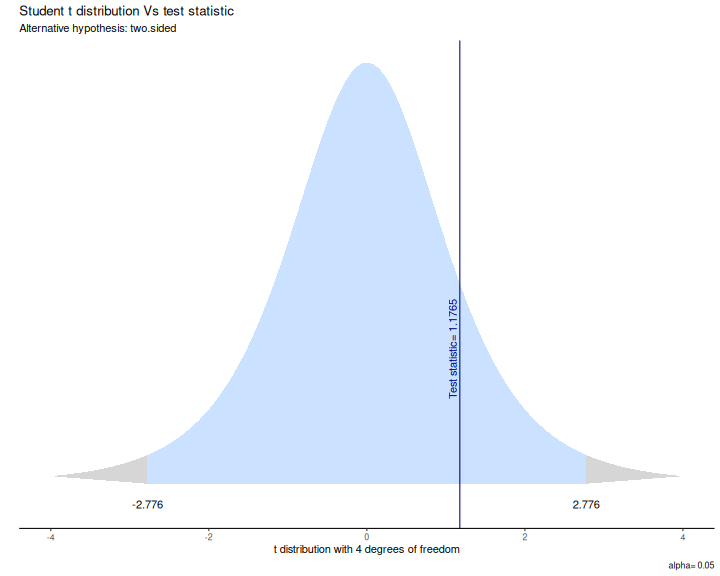 Student t distribution Vs test statistic
Alternative hypothesis: two.sided
Test statistic= 1.1765
-2.776
2.776
-4
-2
0
2
4
t distribution with 4 degrees of freedom
alpha= 0.05